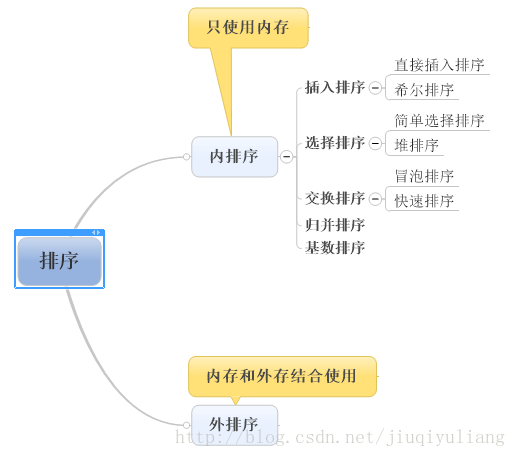 只使用内存
直接插入排序
插入排序
希尔排序
简单选择排序
内排序
选择排序
堆排序
冒泡排序
交换排序
快速排序
归并排序
基数排序
排序
内存和外存结合使用
外排序
http://blog.csdn.net/jiuqiyuliang